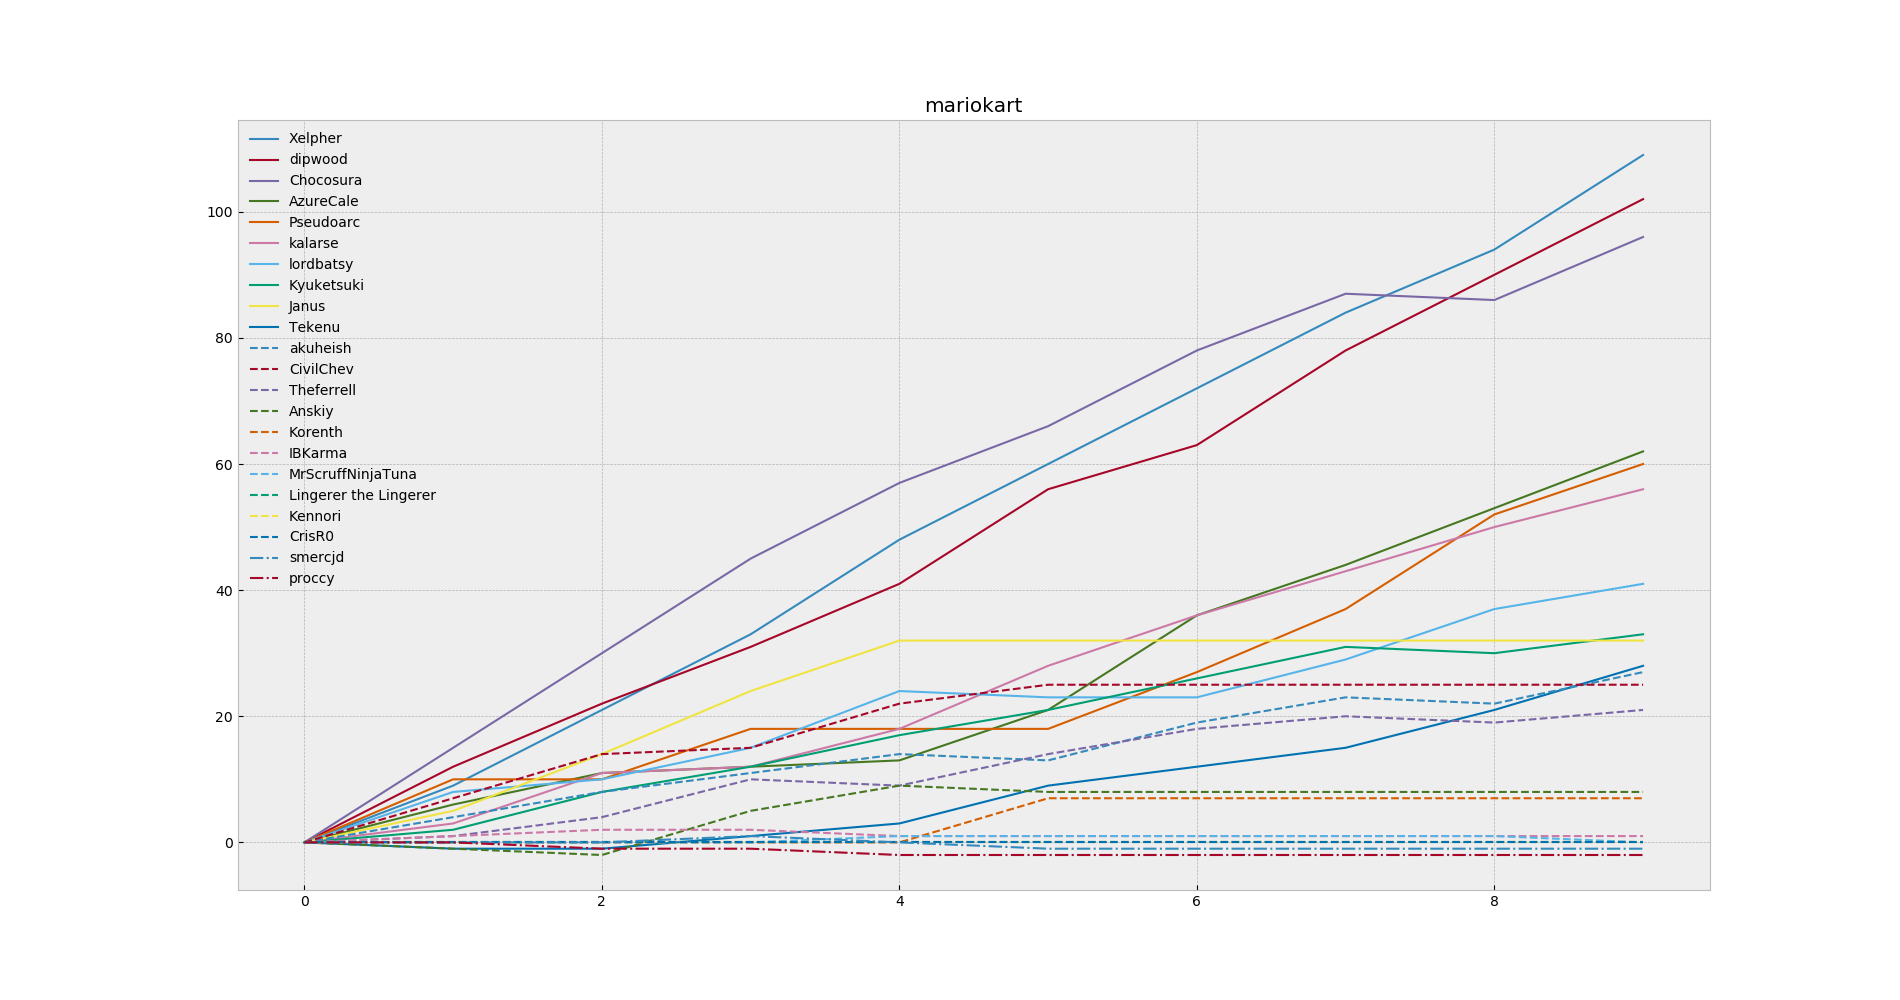 mariokart
Xelpher
dipwood
Chocosura
AzureCale
Pseudoarc
kalarse
lordbatsy
Kyuketsuki
Janus
Tekenu
akuheish
CivilChev
Theferrell
Anskiy
Korenth
IBKarma
MrScruffNinjaTuna
Lingerer the Lingerer
Kennori
CrisR0
smercjd
proccy
100
80
60
40
20
0
0 2 4 6 8